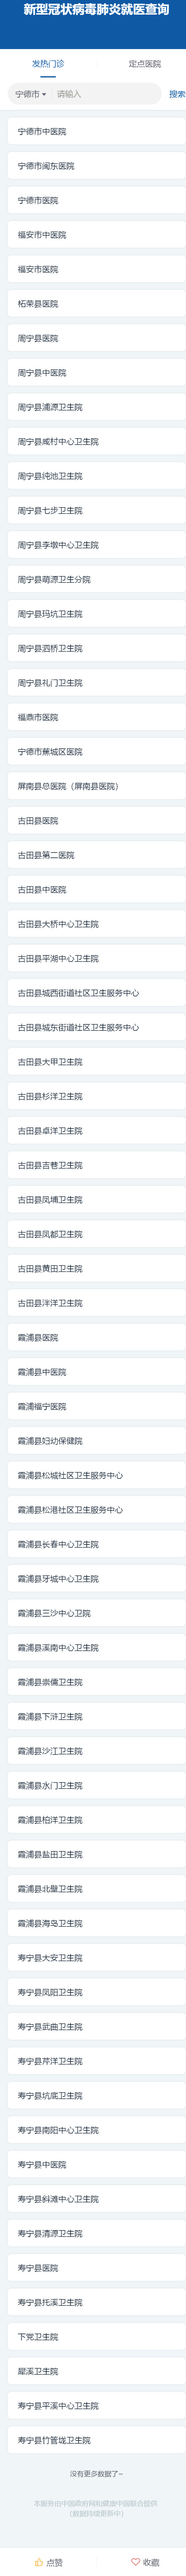 新型冠状病毒肺炎就医查询
发热门诊 定点医院
宁德市 请输入 搜索
宁德市中医院
宁德市闽东医院
宁德市医院
福安市中医院
福安市医院
柘荣县医院
周宁县医院
周宁县中医院
周宁县浦源卫生院
周宁县咸村中心卫生院
周宁县纯池卫生院
周宁县七步卫生院
周宁县李墩中心卫生院
周宁县萌源卫生分院
周宁县玛坑卫生院
周宁县泗桥卫生院
周宁县礼门卫生院
福鼎市医院
宁德市蕉城区医院
屏南县总医院（屏南县医院）
古田县医院
古田县第二医院
古田县中医院
古田县大桥中心卫生院
古田县平湖中心卫生院
古田县城西街道社区卫生服务中心
古田县城东街道社区卫生服务中心
古田县大甲卫生院
古田县杉洋卫生院
古田县卓洋卫生院
古田县吉巷卫生院
古田县凤埔卫生院
古田县凤都卫生院
古田县黄田卫生院
古田县泮洋卫生院
霞浦县医院
霞浦县中医院
霞浦福宁医院
霞浦县妇幼保健院
霞浦县松城社区卫生服务中心
霞浦县松港社区卫生服务中心
霞浦县长春中心卫生院
霞浦县牙城中心卫生院
霞浦县三沙中心卫院
霞浦县溪南中心卫生院
霞浦县崇儒卫生院
霞浦县下浒卫生院
霞浦县沙江卫生院
霞浦县水门卫生院
霞浦县柏洋卫生院
霞浦县盐田卫生院
霞浦县北壁卫生院
霞浦县海岛卫生院
寿宁县大安卫生院
寿宁县凤阳卫生院
寿宁县武曲卫生院
寿宁县芹洋卫生院
寿宁县坑底卫生院
寿宁县南阳中心卫生院
寿宁县中医院
寿宁县斜滩中心卫生院
寿宁县清源卫生院
寿宁县医院
寿宁县托溪卫生院
下党卫生院
犀溪卫生院
寿宁县平溪中心卫生院
寿宁县竹管垅卫生院
没有更多数据了~
本服务由中国政府网和健康中国联合提供
（数据持续更新中）
点赞 收藏